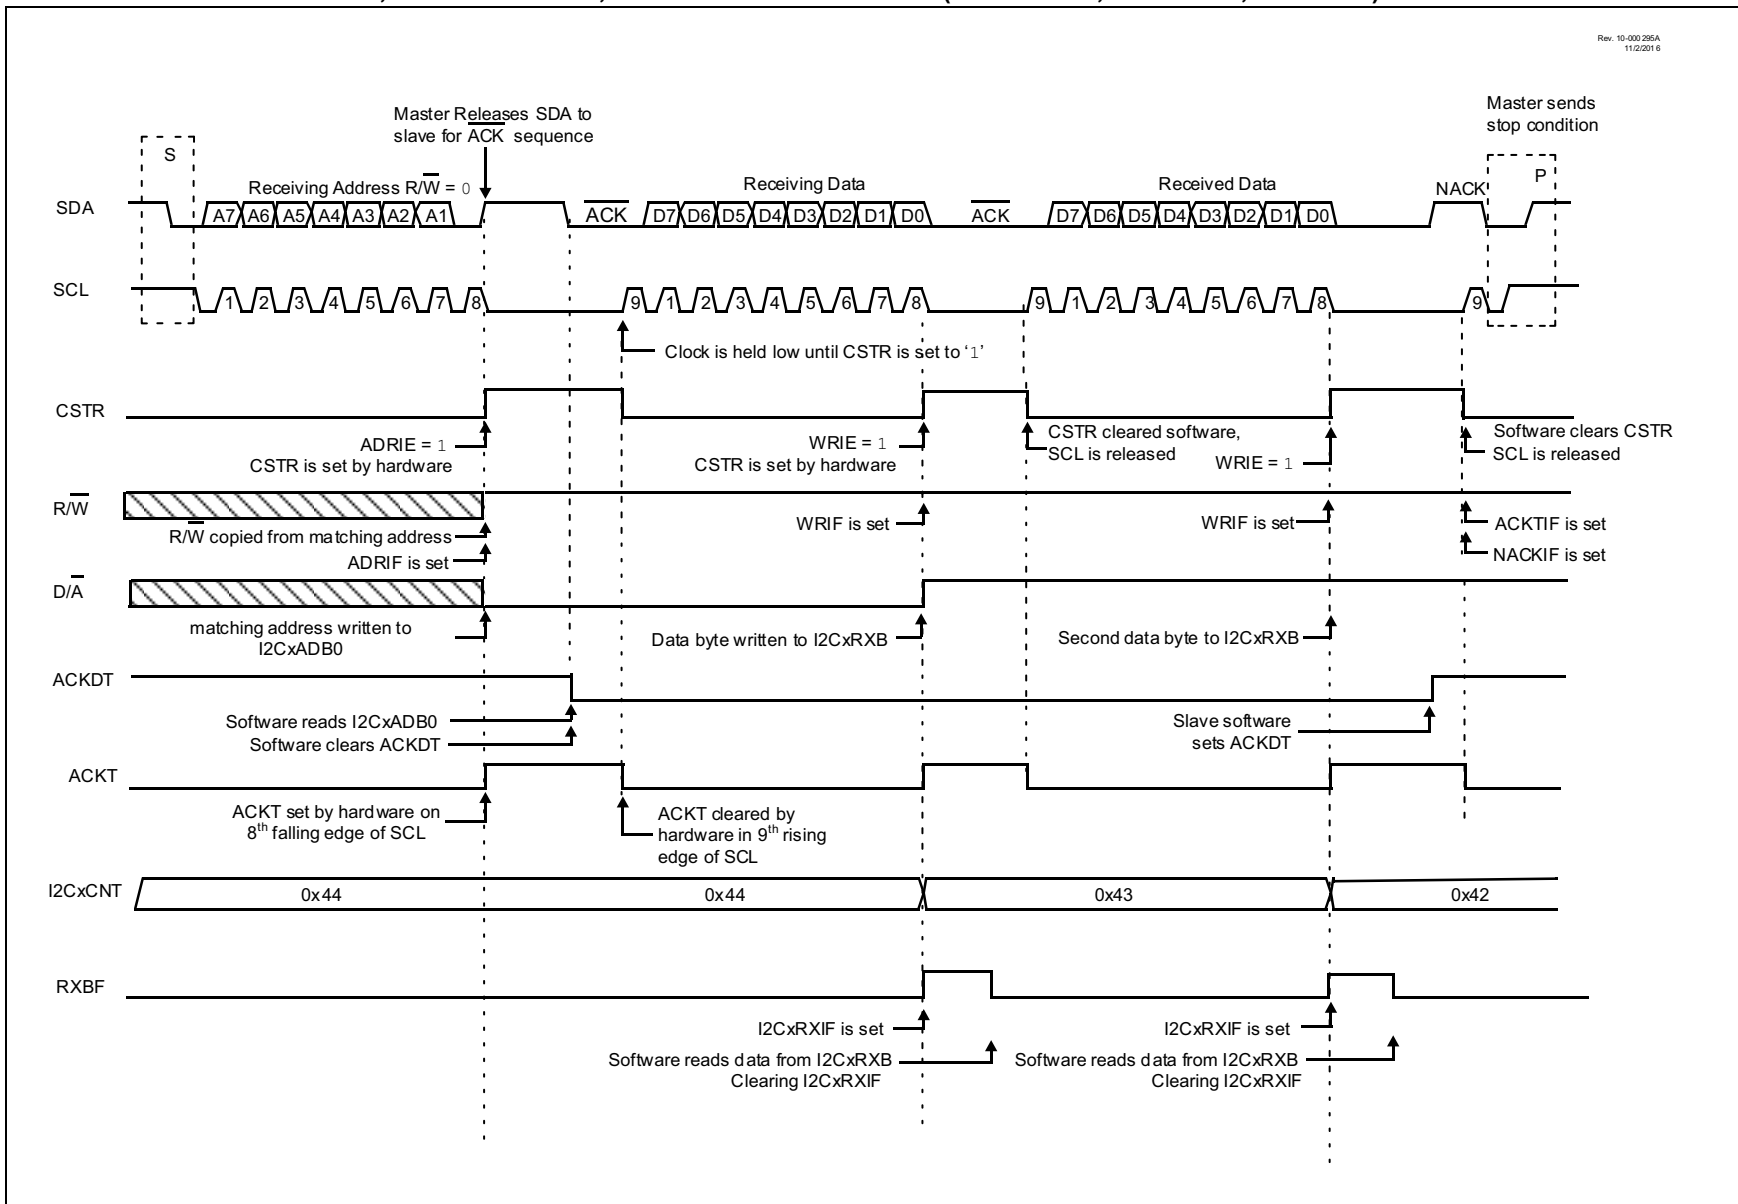 Rev. 10-000 295A
11/2/201 6
Master Releases SDA to
slave for ACK sequence
Master sends
stop condition
S
P
Receiving Address R/W = 0
Receiving Data
Received Data
NACK
SDA
A7 A6 A5 A4 A3 A2 A1
ACK
D7 D6 D5 D4 D3 D2 D1 D0
ACK
D7 D6 D5 D4 D3 D2 D1 D0
SCL
1 2 3 4 5 6 7 8
9 1 2 3 4 5 6 7 8
9 1 2 3 4 5 6 7 8
9
Clock is held low until CSTR is set to ‘1’
CSTR
ADRIE = 1
CSTR is set by hardware
WRIE = 1
CSTR is set by hardware
CSTR cleared software,
SCL is released
WRIE = 1
Software clears CSTR
SCL is released
R/W
R/W copied from matching address
ADRIF is set
WRIF is set
WRIF is set
ACKTIF is set
NACKIF is set
D/A
matching address written to
I2CxADB0
Data byte written to I2CxRXB
Second data byte to I2CxRXB
ACKDT
Software reads I2CxADB0
Software clears ACKDT
Slave software
sets ACKDT
ACKT
ACKT set by hardware on
8th falling edge of SCL
ACKT cleared by
hardware in 9th rising
edge of SCL
I2CxCNT
0x44
0x44
0x43
0x42
RXBF
I2CxRXIF is set
Software reads data from I2CxRXB
Clearing I2CxRXIF
I2CxRXIF is set
Software reads data from I2CxRXB
Clearing I2CxRXIF